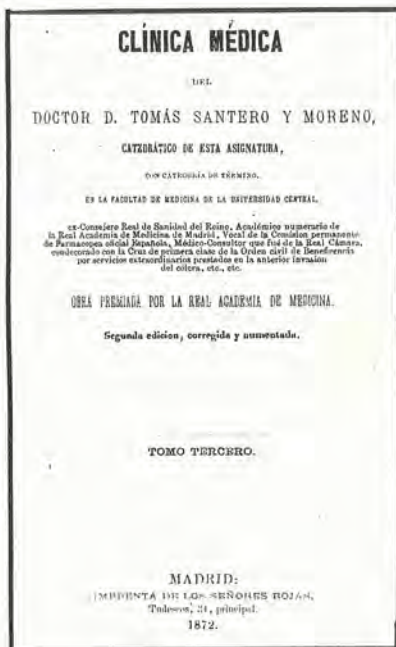 CLÍNICA MÉDICA
DEL
DOCTOR D. TOMÁS SANTERO Y MORENO,
CATEDRÁTICO DE ESTA ASIGNATURA,
CON CATEGORÍA DE TÉRMINO,
EN LA FACULTAD DE MEDICINA DE LA UNIVERSIDAD CENTRAL,
ex-Consejero Real de Sanidad del Reino, Académico numerario de
la Real Academia de Medicina de Madrid, Vocal de la Comision permanente
de Farmacopea oficial Española, Médico-Consultor que fué de la Real Cámara,
condecorado con la Cruz de primera clase de la Orden civil de Beneficencia
por servicios extraordinarios prestados en la anterior invasion
del cólera, etc., etc.
OBRA PREMIADA POR LA REAL ACADEMIA DE MEDICINA.
Segunda edicion, corregida y aumentada.
TOMO TERCERO.
MADRID:
IMPRENTA DE LOS SEÑORES ROJAS,
Tudescos, 34, principal.
1872.